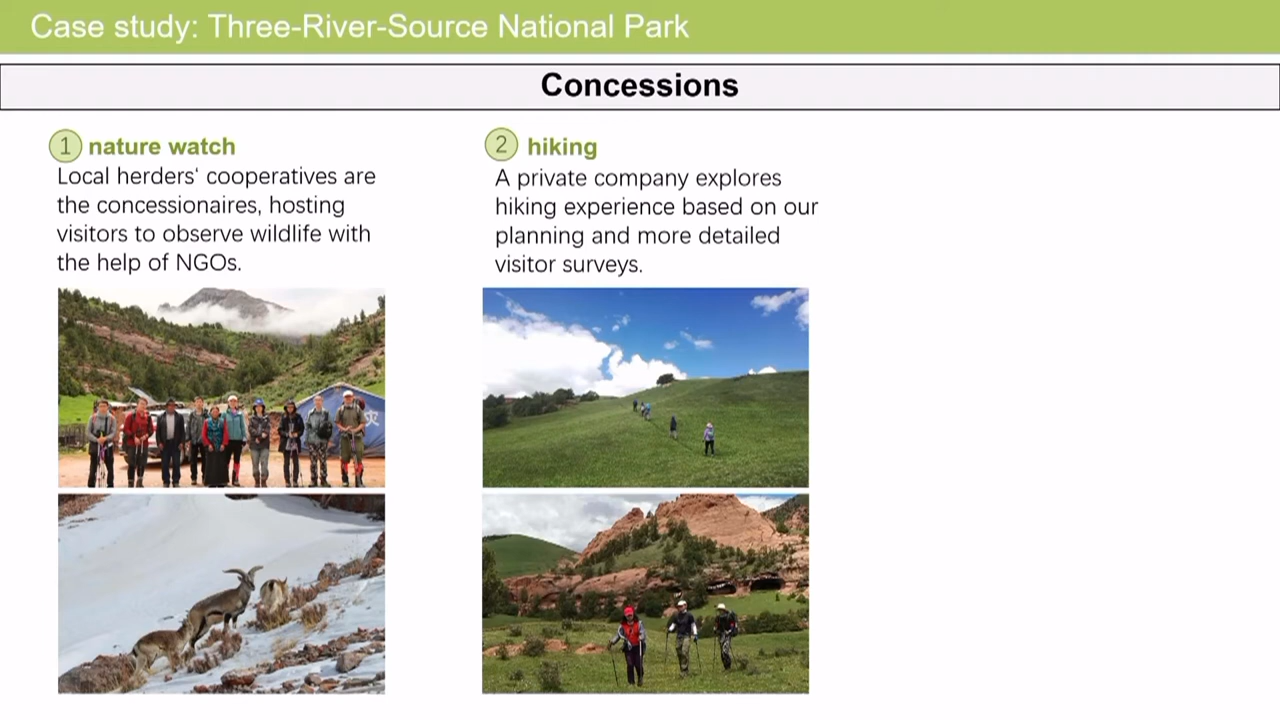 Case study: Three-River-Source National Park
Concessions
1 nature watch
Local herders‘ cooperatives are
the concessionaires, hosting
visitors to observe wildlife with
the help of NGOs.
2 hiking
A private company explores
hiking experience based on our
planning and more detailed
visitor surveys.
灾